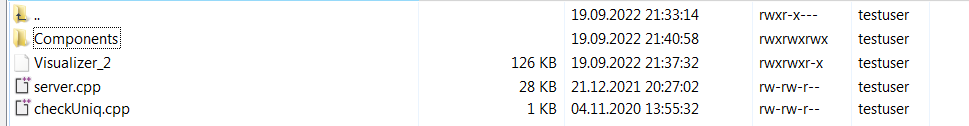 .. 19.09.2022 21:33:14 rwxr-x--- testuser
Components 19.09.2022 21:40:58 rwxrwxrwx testuser
Visualizer_2 126 KB 19.09.2022 21:37:32 rwxrwxr-x testuser
server.cpp 28 KB 21.12.2021 20:27:02 rw-rw-r-- testuser
checkUniq.cpp 1 KB 04.11.2020 13:55:32 rw-rw-r-- testuser